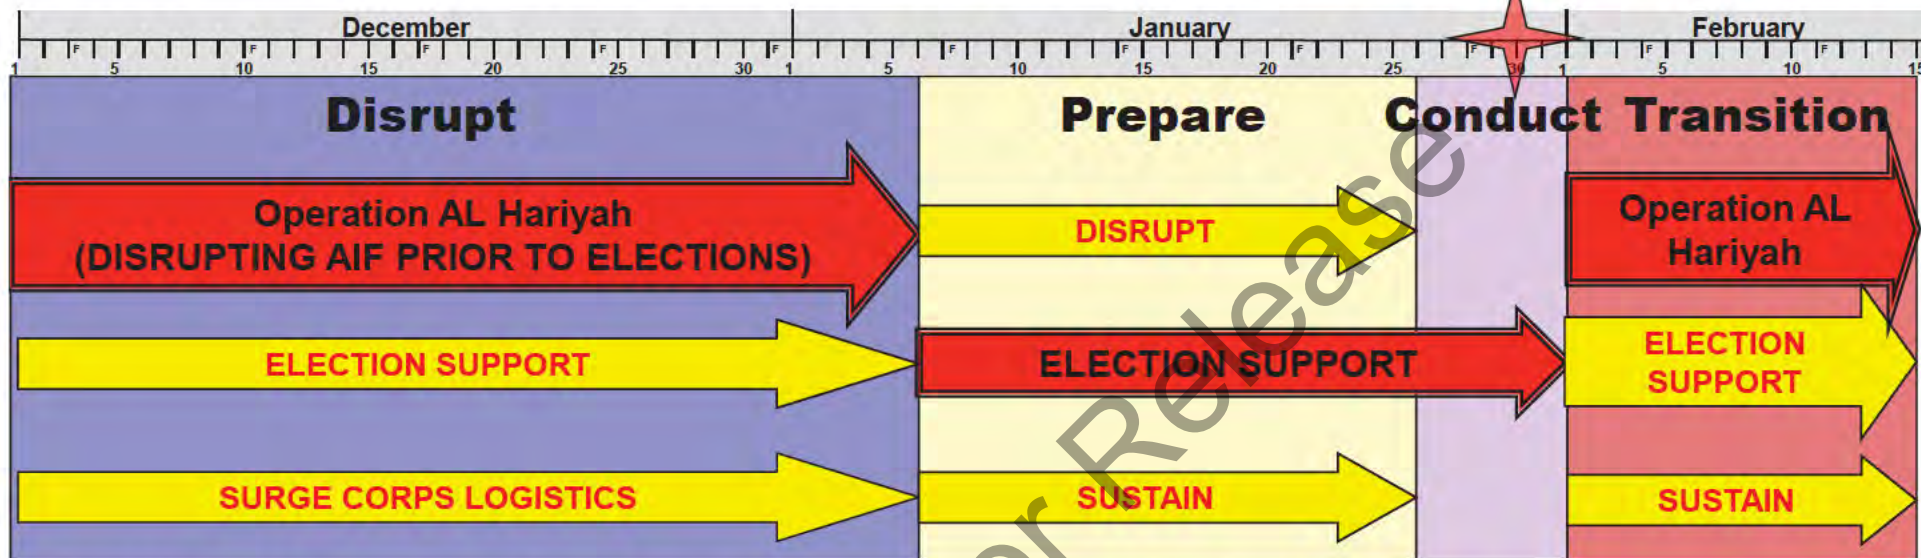 December January February
F F F F F F F F F F F
1 5 10 15 20 25 30 1 5 10 15 20 25 30 1 5 10 15
Disrupt Prepare Conduct Transition
Operation AL Hariyah
(DISRUPTING AIF PRIOR TO ELECTIONS)
DISRUPT
Operation AL
Hariyah
ELECTION SUPPORT
ELECTION SUPPORT
ELECTION
SUPPORT
SURGE CORPS LOGISTICS
SUSTAIN
SUSTAIN
Release